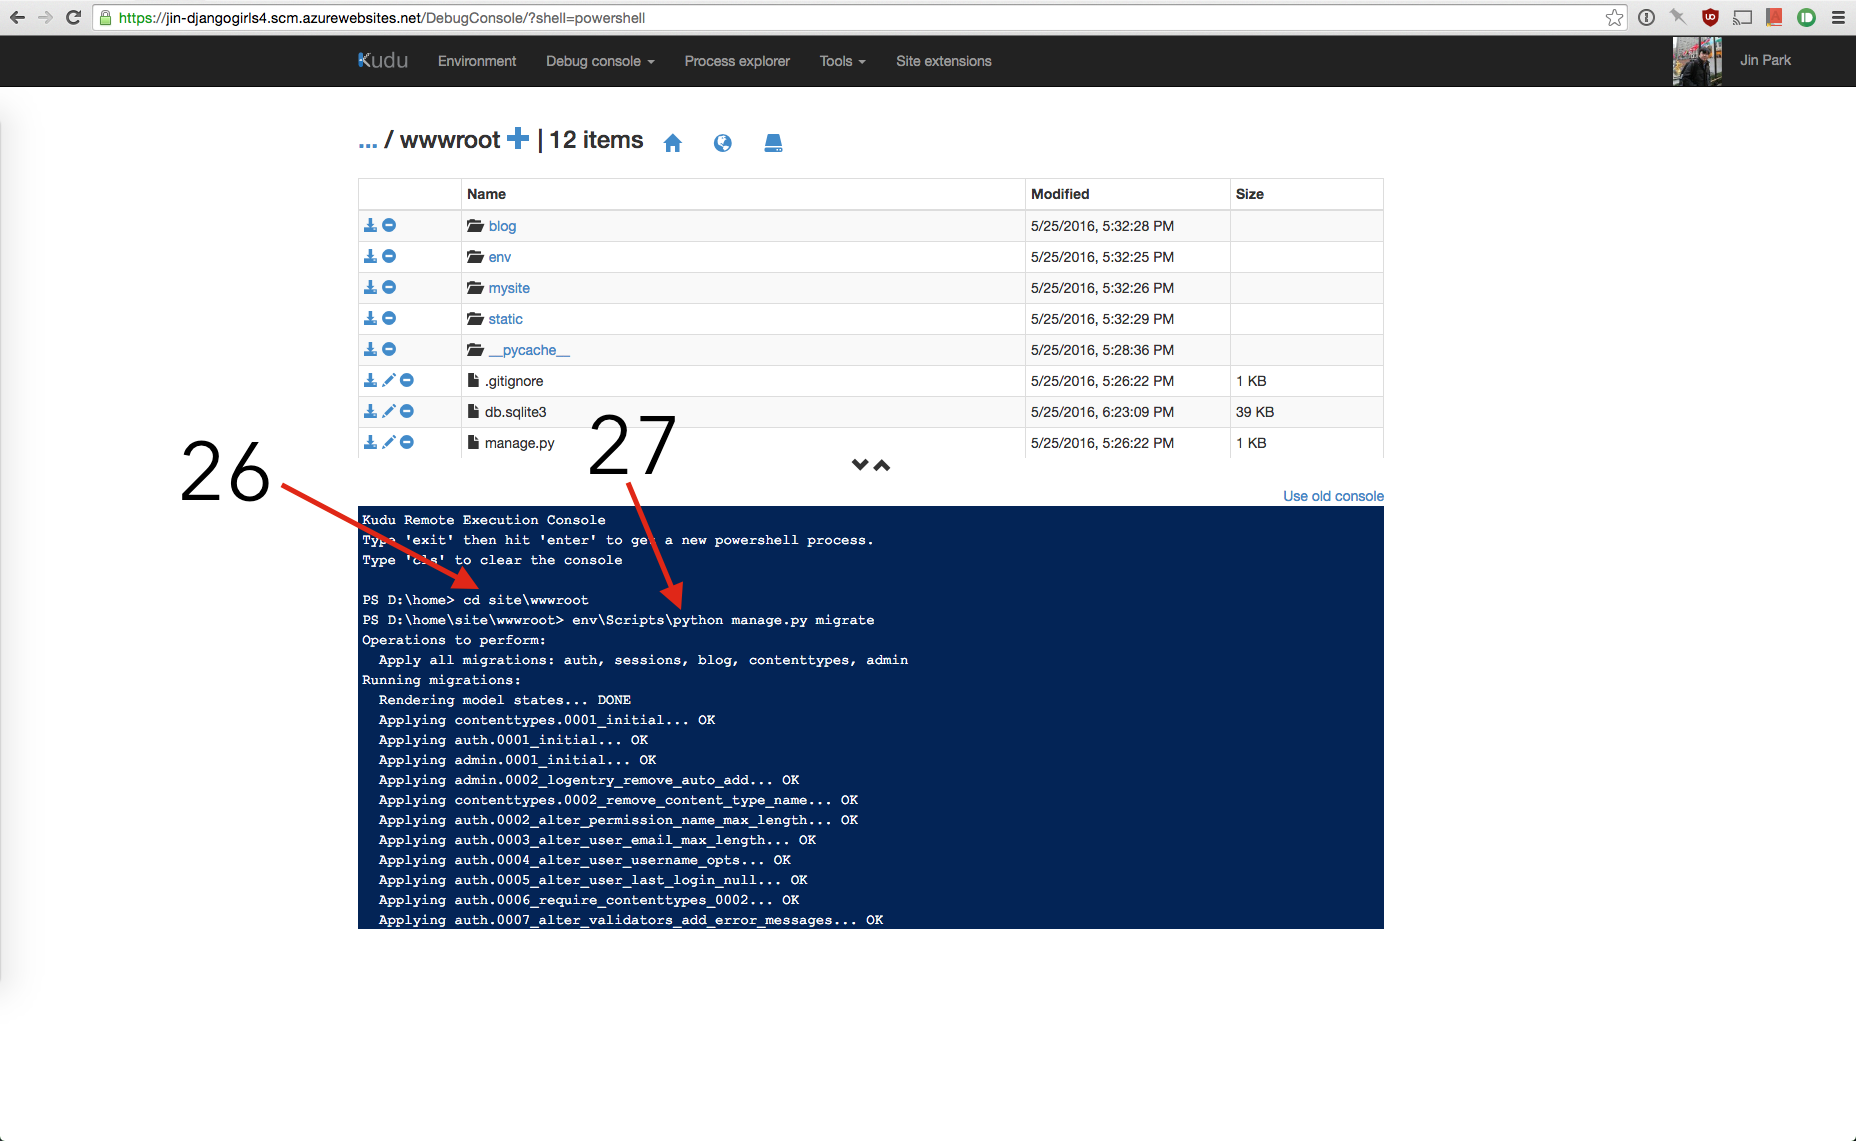 https://jin-djangogirls4.scm.azurewebsites.net/DebugConsole/?shell=powershell
Kudu Environment Debug console Process explorer Tools Site extensions Jin Park
... / wwwroot + | 12 items
Name Modified Size
blog 5/25/2016, 5:32:28 PM
env 5/25/2016, 5:32:25 PM
mysite 5/25/2016, 5:32:26 PM
static 5/25/2016, 5:32:29 PM
__pycache__ 5/25/2016, 5:28:36 PM
.gitignore 5/25/2016, 5:26:22 PM 1 KB
db.sqlite3 5/25/2016, 6:23:09 PM 39 KB
manage.py 5/25/2016, 5:26:22 PM 1 KB
26
27
Use old console
Kudu Remote Execution Console
Type 'exit' then hit 'enter' to get a new powershell process.
Type 'cls' to clear the console
PS D:\home> cd site\wwwroot
PS D:\home\site\wwwroot> env\Scripts\python manage.py migrate
Operations to perform:
Apply all migrations: auth, sessions, blog, contenttypes, admin
Running migrations:
Rendering model states... DONE
Applying contenttypes.0001_initial... OK
Applying auth.0001_initial... OK
Applying admin.0001_initial... OK
Applying admin.0002_logentry_remove_auto_add... OK
Applying contenttypes.0002_remove_content_type_name... OK
Applying auth.0002_alter_permission_name_max_length... OK
Applying auth.0003_alter_user_email_max_length... OK
Applying auth.0004_alter_user_username_opts... OK
Applying auth.0005_alter_user_last_login_null... OK
Applying auth.0006_require_contenttypes_0002... OK
Applying auth.0007_alter_validators_add_error_messages... OK